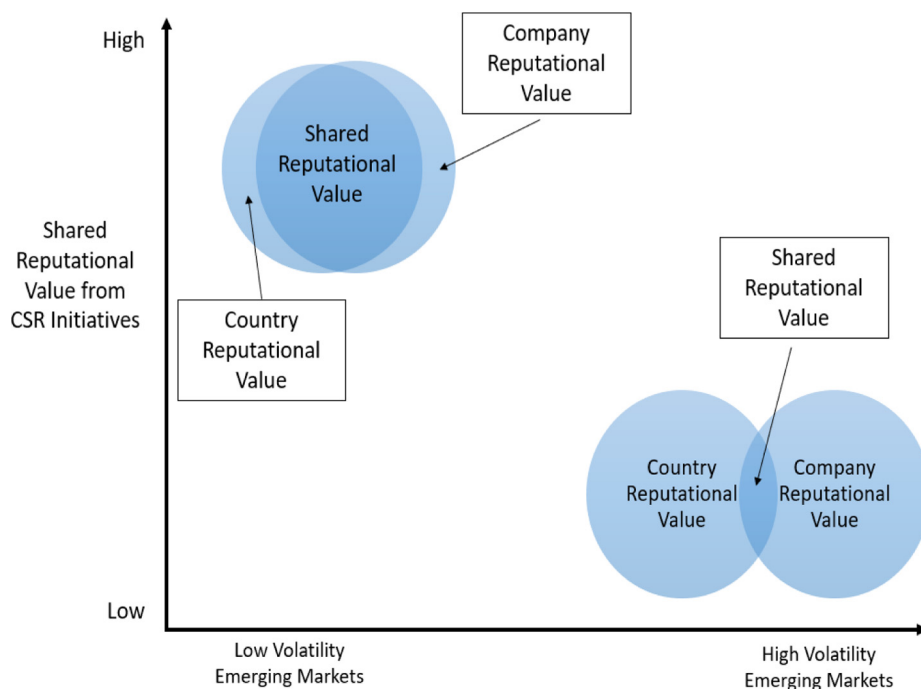 High
Company
Reputational
Value
Shared
Reputational
Value
Shared
Reputational
Value from
CSR Initiatives
Country
Reputational
Value
Shared
Reputational
Value
Country
Reputational
Value
Company
Reputational
Value
Low
Low Volatility
Emerging Markets
High Volatility
Emerging Markets